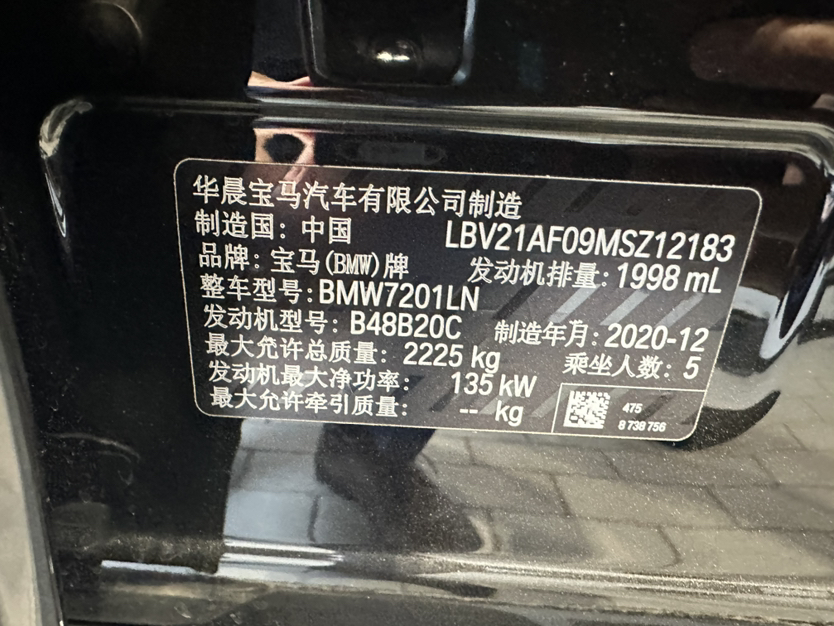 华晨宝马汽车有限公司制造
制造国：中国 LBV21AF09MSZ12183
品牌：宝马(BMW)牌 发动机排量：1998 mL
整车型号：BMW7201LN
发动机型号：B48B20C 制造年月：2020-12
最大允许总质量：2225 kg 乘坐人数：5
发动机最大净功率：135 kW
最大允许牵引质量：-- kg
475
8 738 756